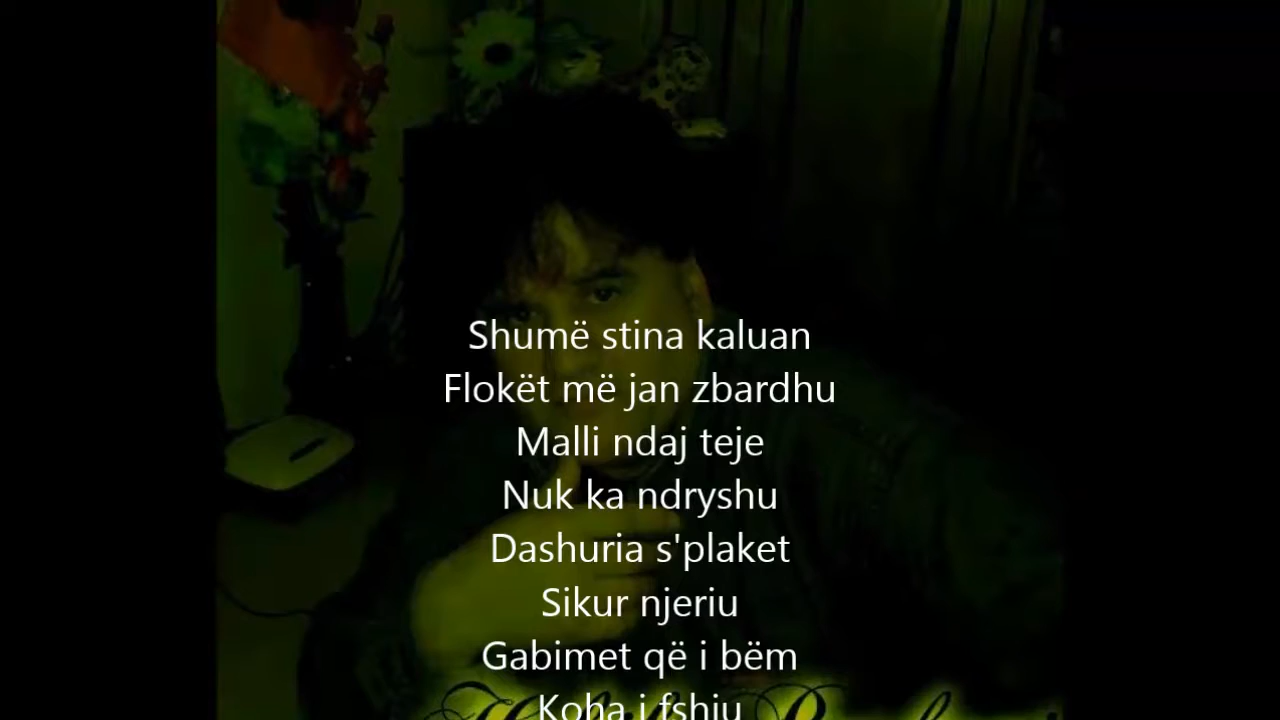 Shumë stina kaluan
Flokët më jan zbardhu
Malli ndaj teje
Nuk ka ndryshu
Dashuria s'plaket
Sikur njeriu
Gabimet që i bëm
Koha i fshiu